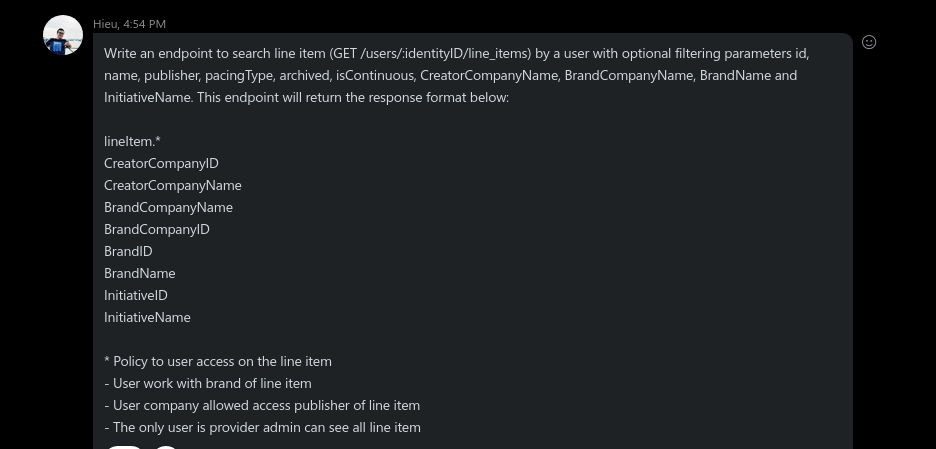 Hieu, 4:54 PM
Write an endpoint to search line item (GET /users/:identityID/line_items) by a user with optional filtering parameters id,
name, publisher, pacingType, archived, isContinuous, CreatorCompanyName, BrandCompanyName, BrandName and
InitiativeName. This endpoint will return the response format below:
lineItem.*
CreatorCompanyID
CreatorCompanyName
BrandCompanyName
BrandCompanyID
BrandID
BrandName
InitiativeID
InitiativeName
* Policy to user access on the line item
- User work with brand of line item
- User company allowed access publisher of line item
- The only user is provider admin can see all line item